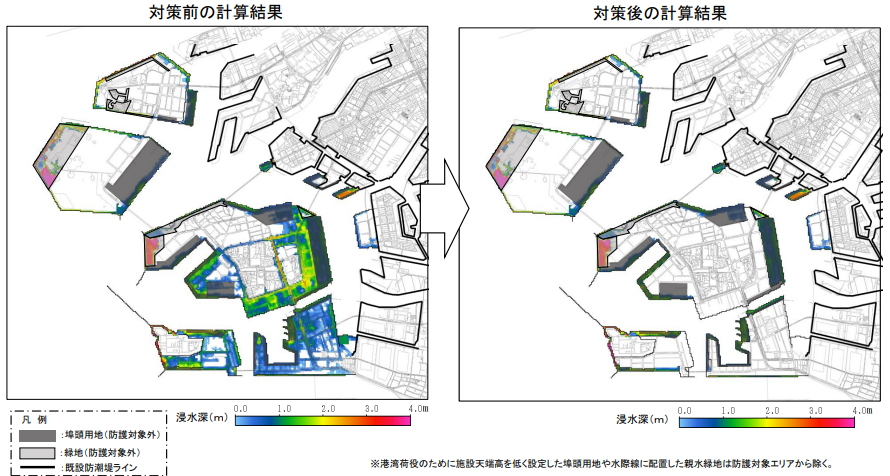 対策前の計算結果
対策後の計算結果
凡 例
:埠頭用地(防護対象外)
:緑地(防護対象外)
:既設防潮堤ライン
浸水深(m)
0.0 1.0 2.0 3.0 4.0m
浸水深(m)
0.0 1.0 2.0 3.0 4.0m
※港湾荷役のために施設天端高を低く設定した埠頭用地や水際線に配置した親水緑地は防護対象エリアから除く。